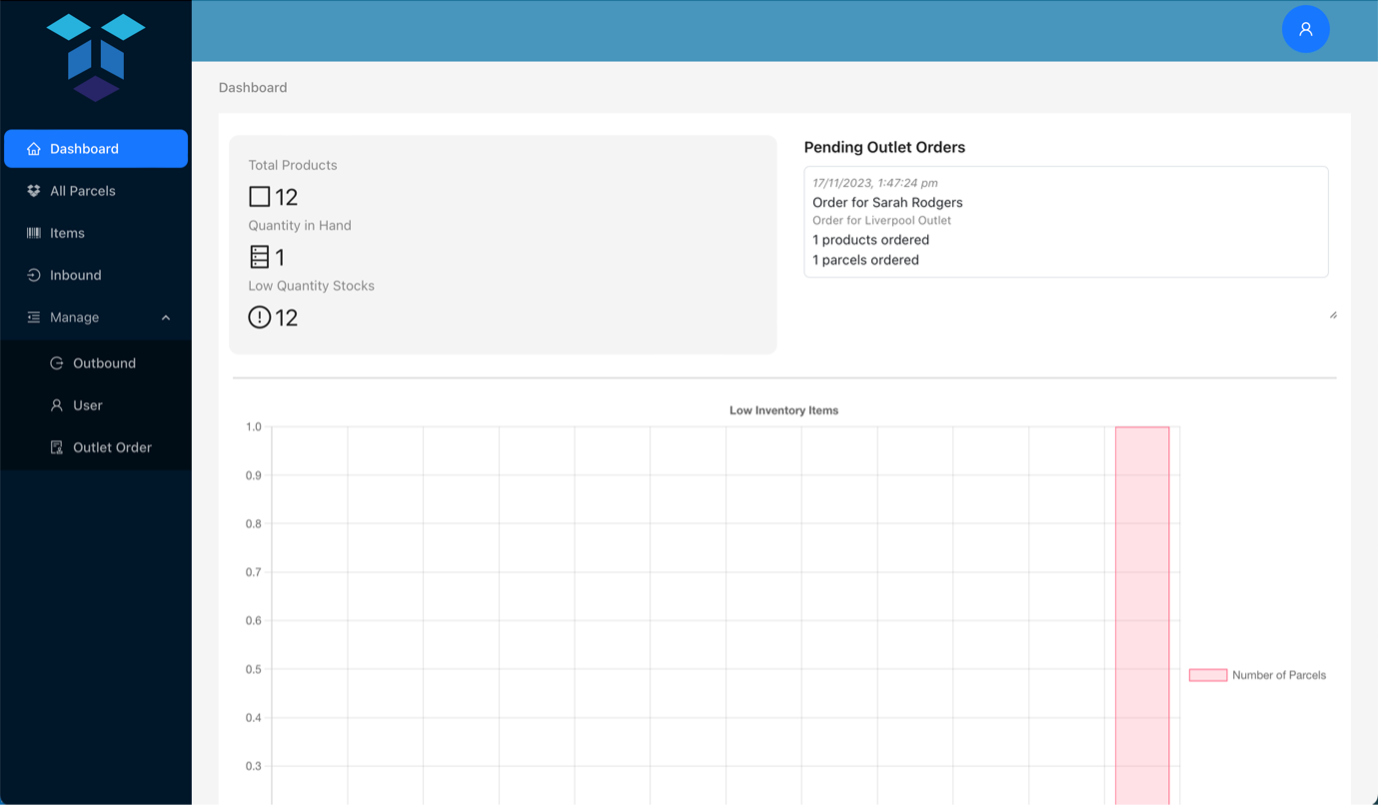 Dashboard
All Parcels
Items
Inbound
Manage
Outbound
User
Outlet Order
Dashboard
Total Products
12
Quantity in Hand
1
Low Quantity Stocks
12
Pending Outlet Orders
17/11/2023, 1:47:24 pm
Order for Sarah Rodgers
Order for Liverpool Outlet
1 products ordered
1 parcels ordered
Low Inventory Items
1.0
0.9
0.8
0.7
0.6
0.5
0.4
0.3
Number of Parcels